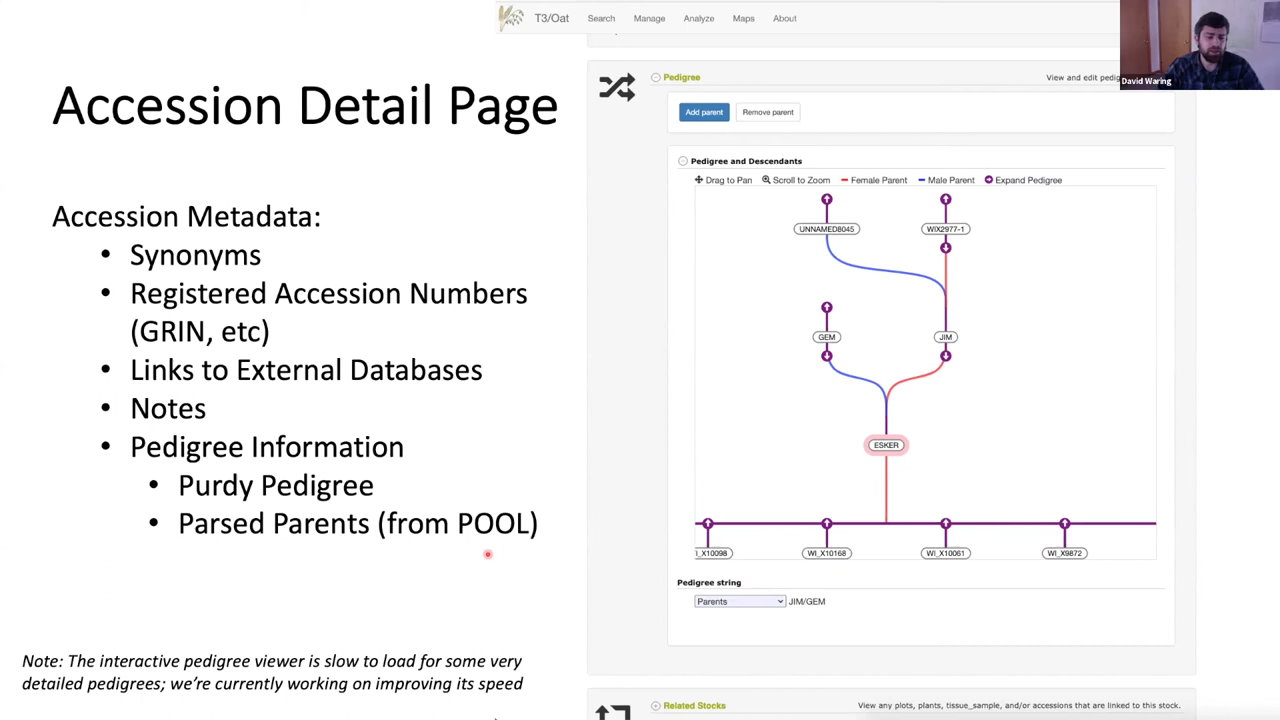 T3/Oat Search Manage Analyze Maps About
David Waring
Accession Detail Page
Accession Metadata:
• Synonyms
• Registered Accession Numbers
(GRIN, etc)
• Links to External Databases
• Notes
• Pedigree Information
• Purdy Pedigree
• Parsed Parents (from POOL)
Note: The interactive pedigree viewer is slow to load for some very
detailed pedigrees; we're currently working on improving its speed
Pedigree View and edit
Add parent Remove parent
Pedigree and Descendants
Drag to Pan Scroll to Zoom Female Parent Male Parent Expand Pedigree
UNNAMED8045 WIX2977-1
GEM JIM
ESKER
I_X10098 WI_X10168 WI_X10061 WI_X9872
Pedigree string
Parents JIM/GEM
Related Stocks View any plots, plants, tissue_sample, and/or accessions that are linked to this stock.